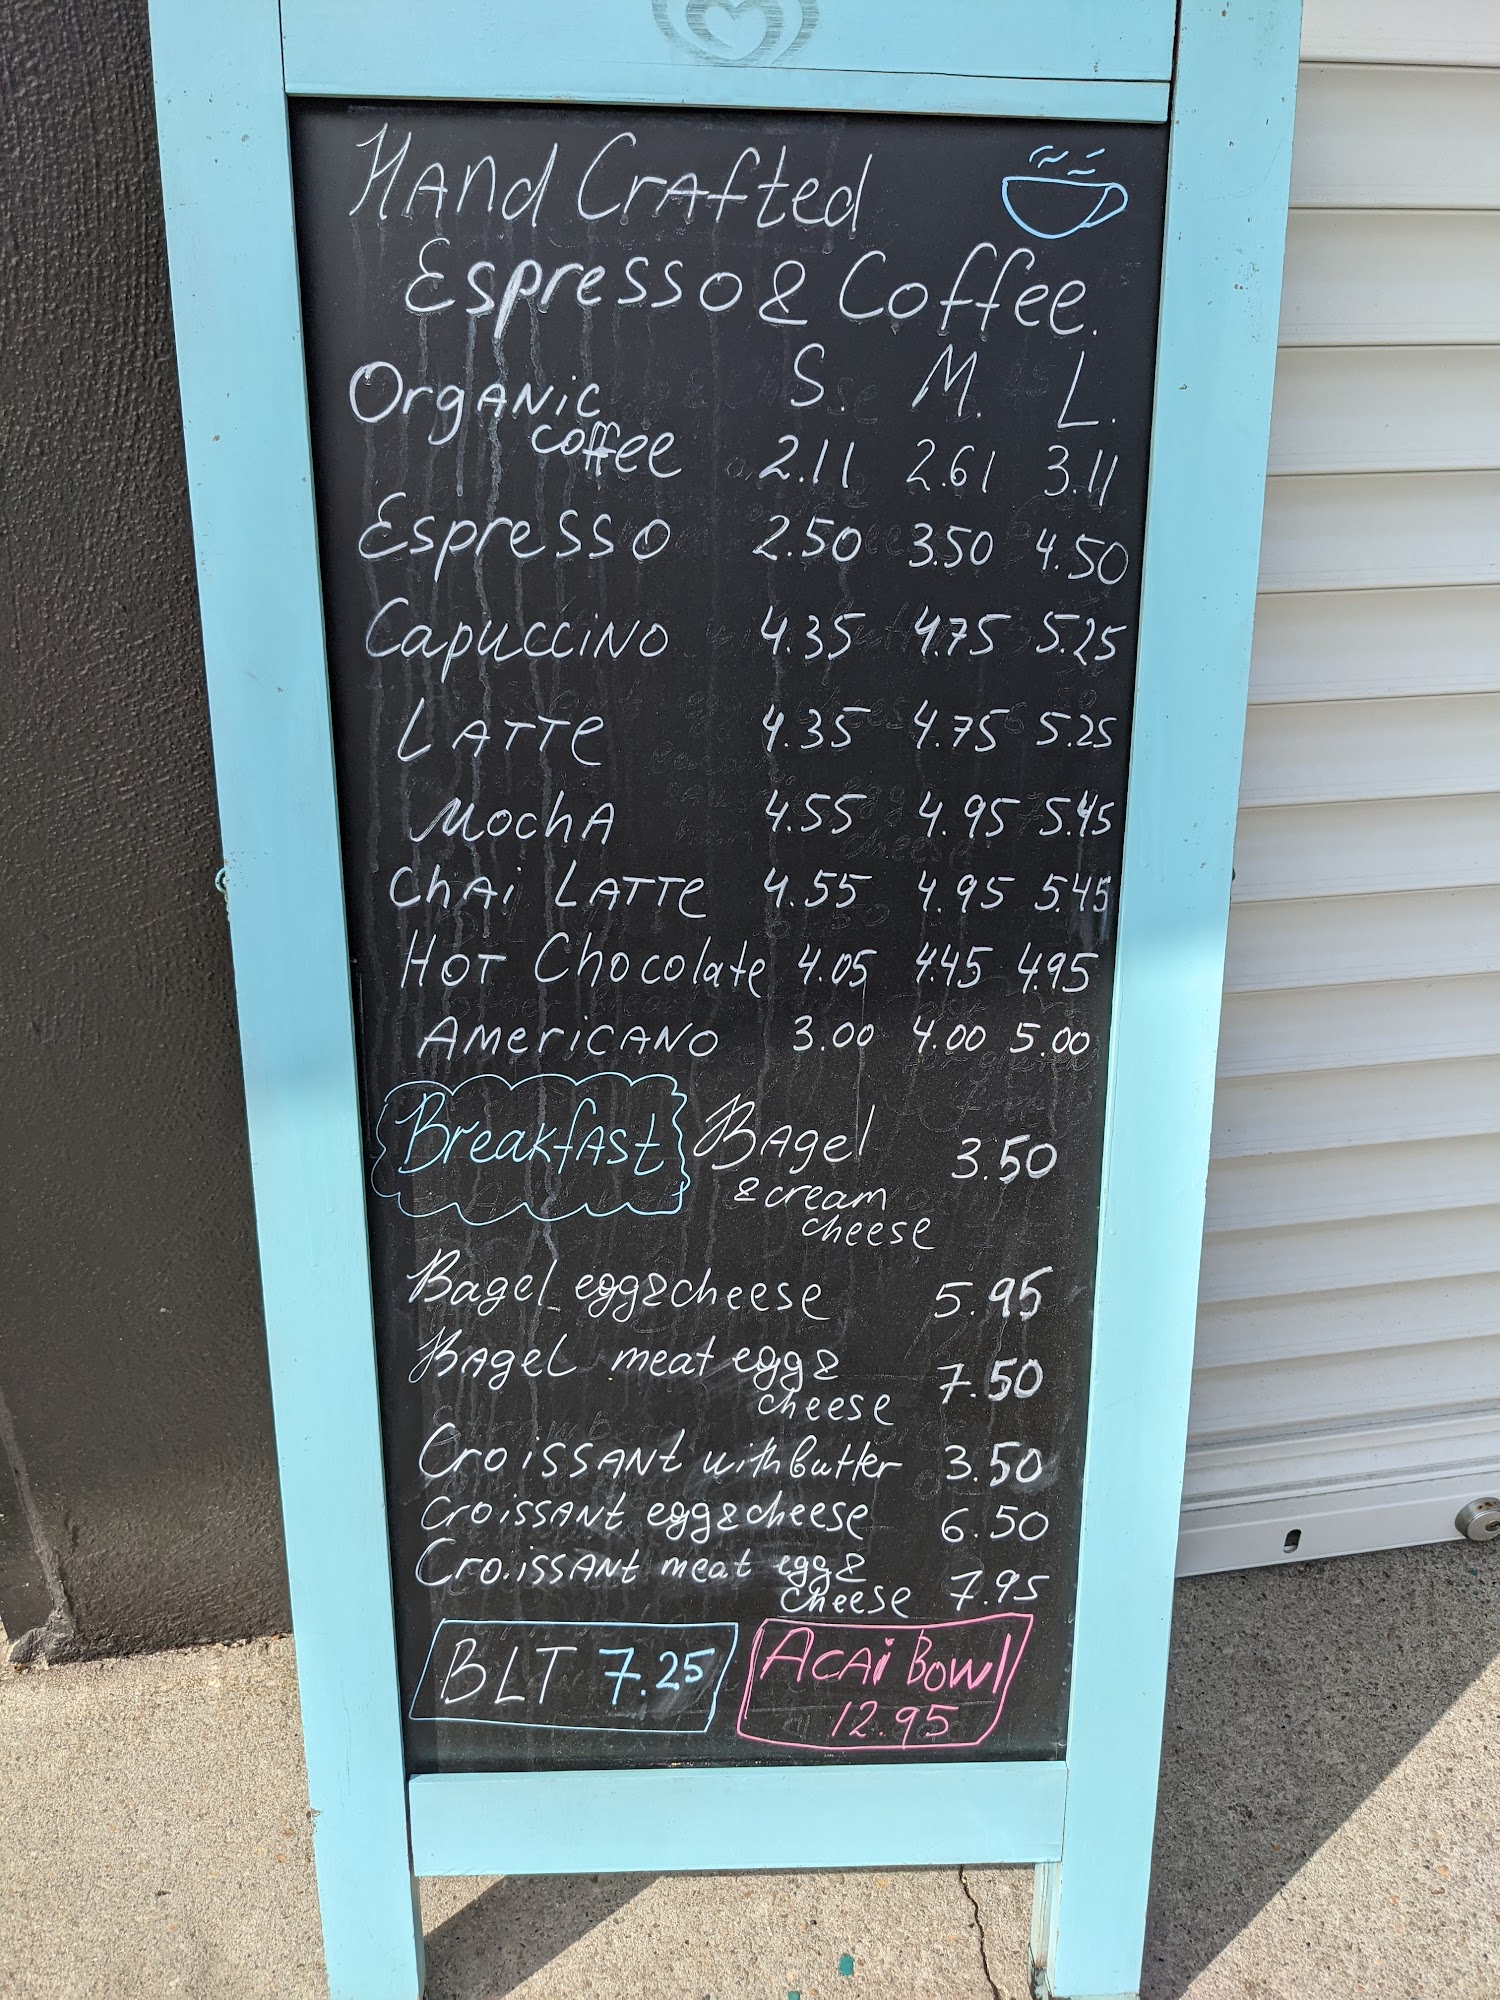 Hand Crafted
Espresso & Coffee.
S. M. L.
Organic
coffee 2.11 2.61 3.11
Espresso 2.50 3.50 4.50
Capuccino 4.35 4.75 5.25
Latte 4.35 4.75 5.25
Mocha 4.55 4.95 5.45
Chai Latte 4.55 4.95 5.45
Hot Chocolate 4.05 4.45 4.95
Americano 3.00 4.00 5.00
Breakfast Bagel 3.50
& cream
cheese
Bagel egg & cheese 5.95
Bagel meat egg & 7.50
cheese
Croissant with butter 3.50
Croissant egg & cheese 6.50
Croissant meat egg &
cheese 7.95
BLT 7.25
Acai Bowl
12.95